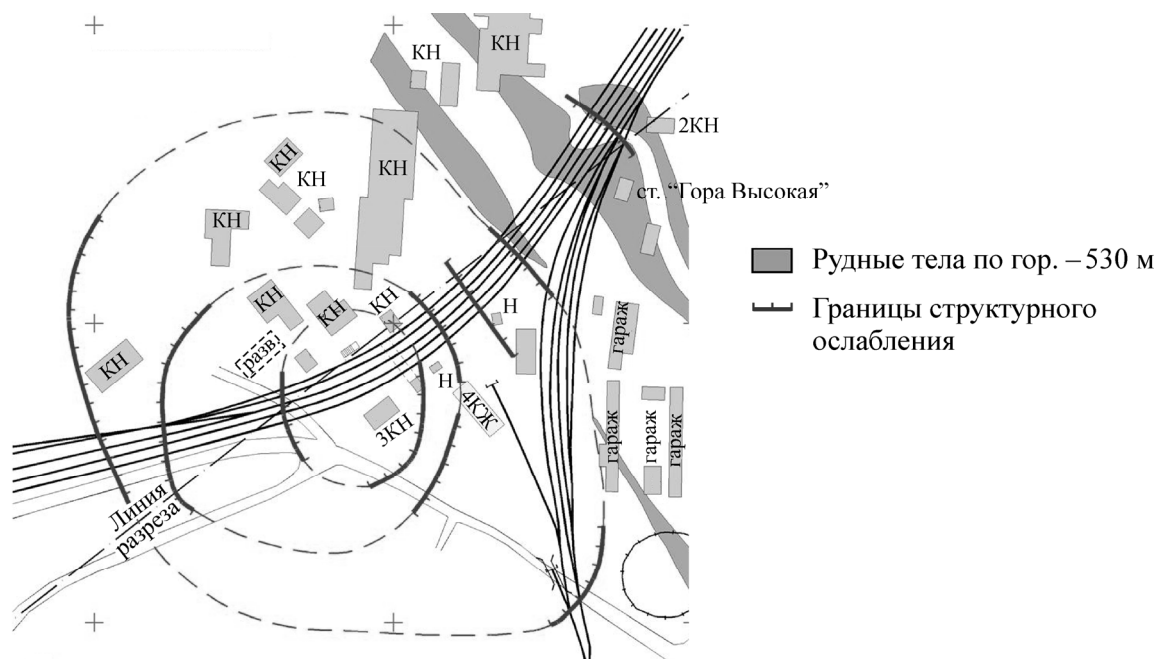 КН
КН
КН
2КН
КН
КН
КН
ст. “Гора Высокая”
КН
Рудные тела по гор. – 530 м
Границы структурного
ослабления
КН
КН
КН
Н
гараж
разв.
КН
Н
4КЖ
3КН
гараж
гараж
гараж
Линия
разреза